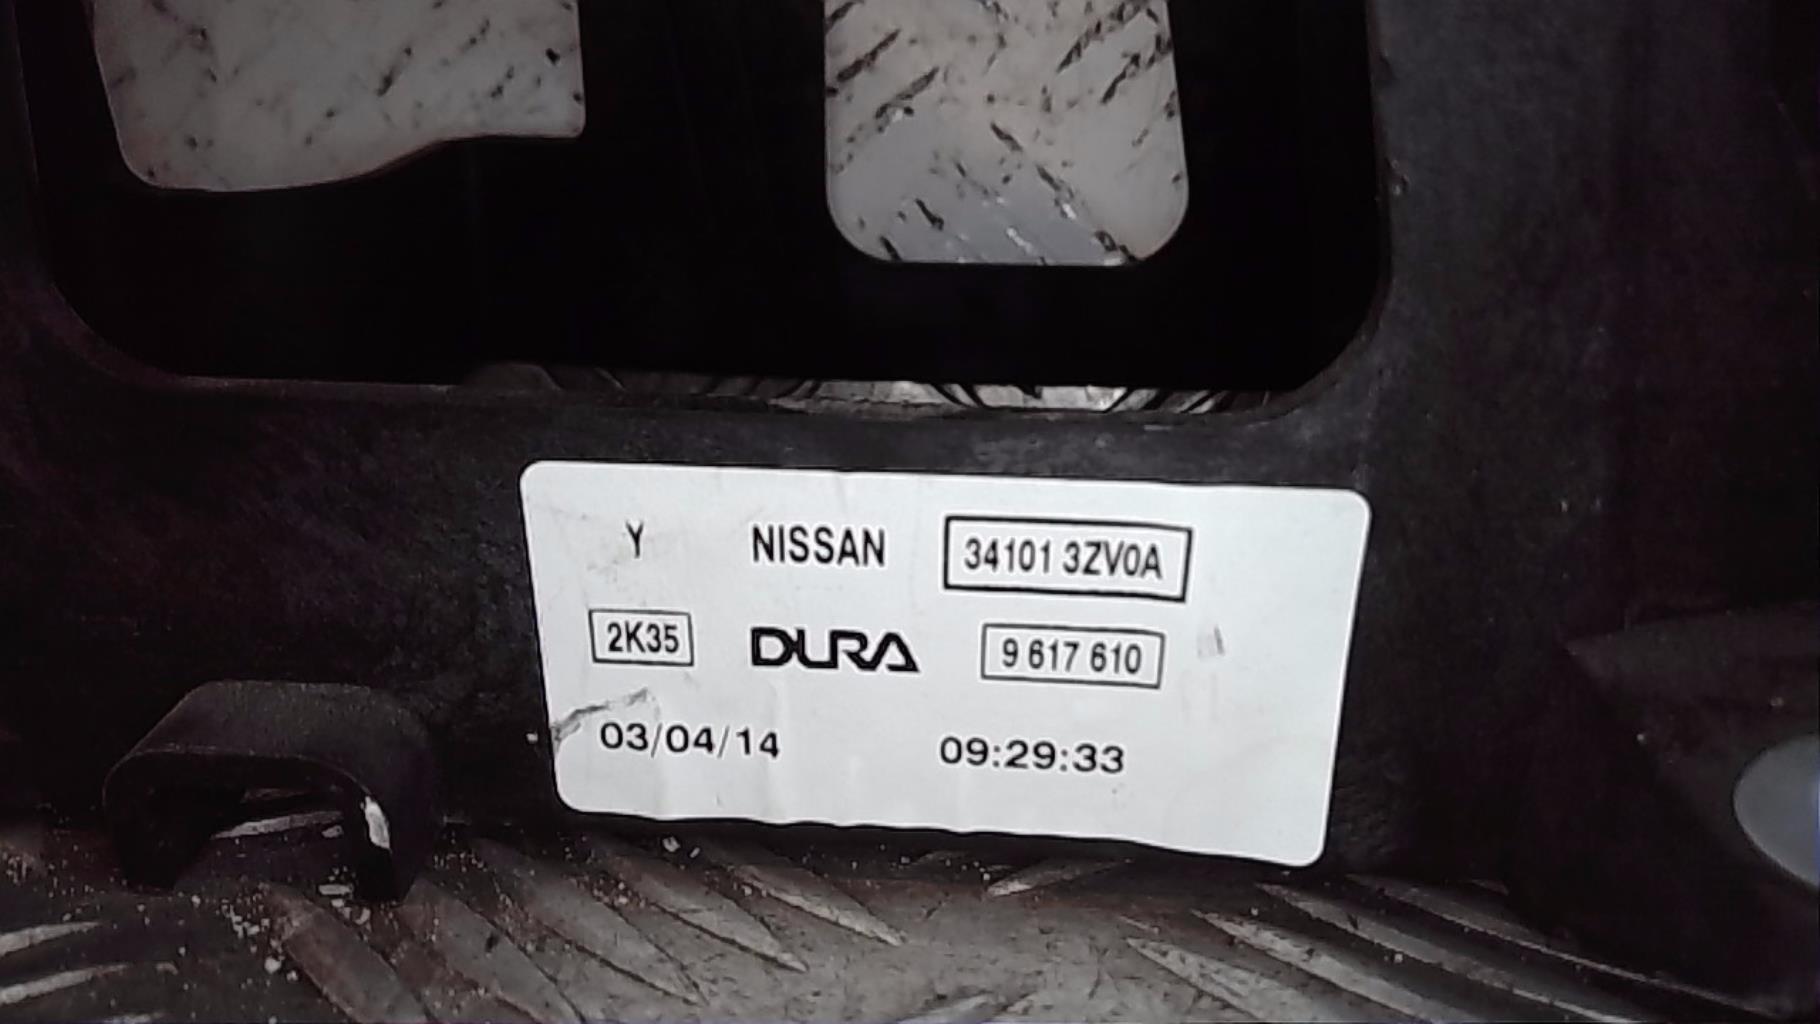 Y NISSAN 34101 3ZV0A
2K35 DURA 9 617 610
03/04/14 09:29:33